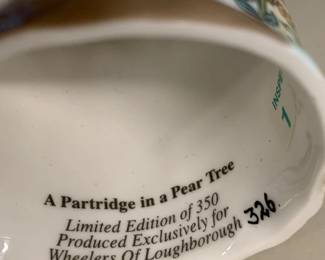 A Partridge in a Pear Tree
Limited Edition of 350
Produced Exclusively for
Wheelers Of Loughborough
326